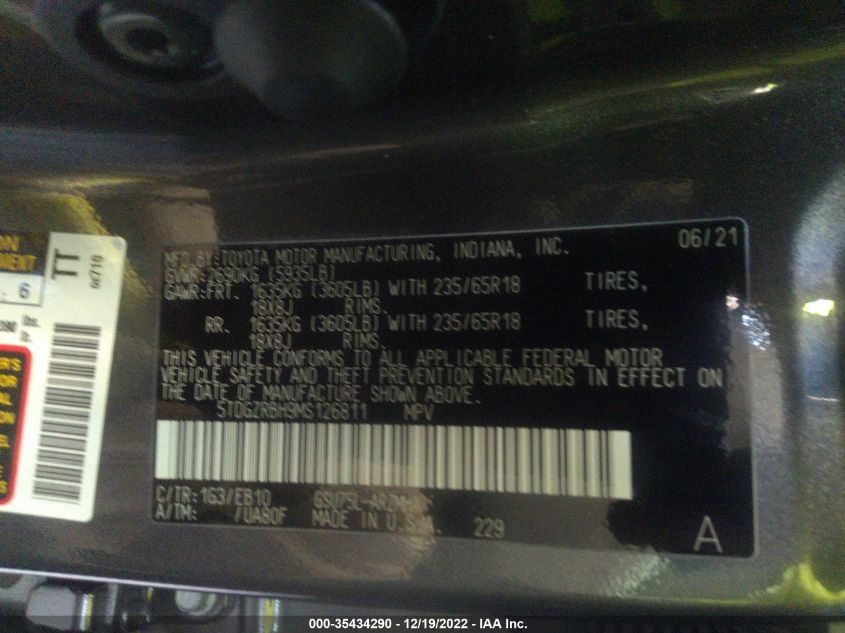 06/21
MFD.BY:TOYOTA MOTOR MANUFACTURING, INDIANA, INC.
GVWR:2690KG (5935LB)
GAWR:FRT. 1635KG (3605LB) WITH 235/65R18 TIRES,
18X8J RIMS.
RR. 1635KG (3605LB) WITH 235/65R18 TIRES,
18X8J RIMS.
THIS VEHICLE CONFORMS TO ALL APPLICABLE FEDERAL MOTOR
VEHICLE SAFETY AND THEFT PREVENTION STANDARDS IN EFFECT ON
THE DATE OF MANUFACTURE SHOWN ABOVE.
5TDGZRBH9MS126811 MPV
C/TR: 1G3/EB10
A/TM: /UA80F MADE IN U.S.A. 229
A
TT
6
lbs.
000-35434290 - 12/19/2022 - IAA Inc.